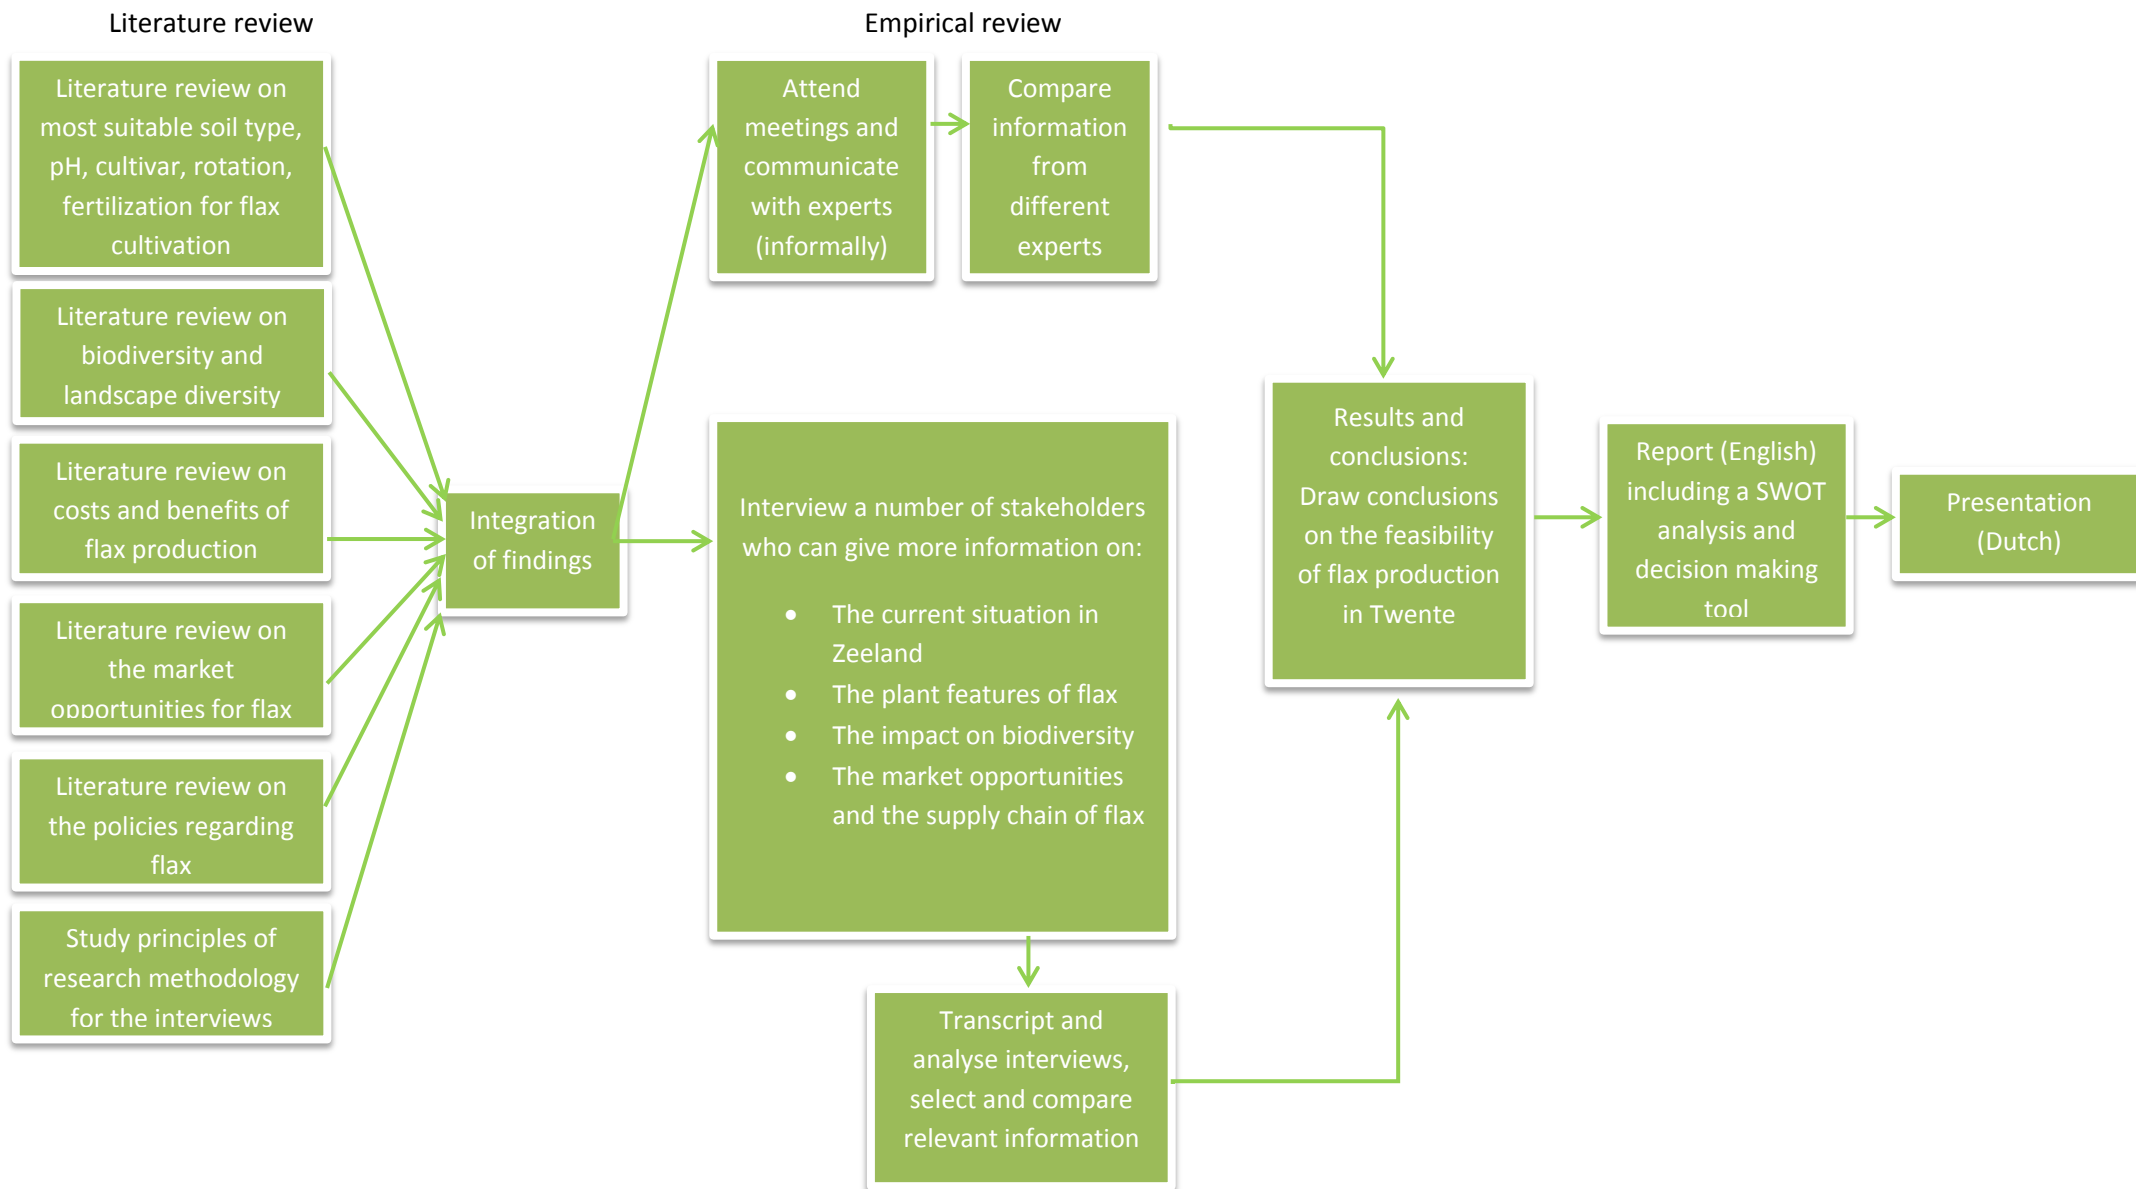 Literature review
Literature review on
most suitable soil type,
pH, cultivar, rotation,
fertilization for flax
cultivation
Literature review on
biodiversity and
landscape diversity
Literature review on
costs and benefits of
flax production
Literature review on
the market
opportunities for flax
Literature review on
the policies regarding
flax
Study principles of
research methodology
for the interviews
Integration
of findings
Empirical review
Attend
meetings and
communicate
with experts
(informally)
Compare
information
from
different
experts
Interview a number of stakeholders
who can give more information on:
• The current situation in
Zeeland
• The plant features of flax
• The impact on biodiversity
• The market opportunities
and the supply chain of flax
Transcript and
analyse interviews,
select and compare
relevant information
Results and
conclusions:
Draw conclusions
on the feasibility
of flax production
in Twente
Report (English)
including a SWOT
analysis and
decision making
tool
Presentation
(Dutch)